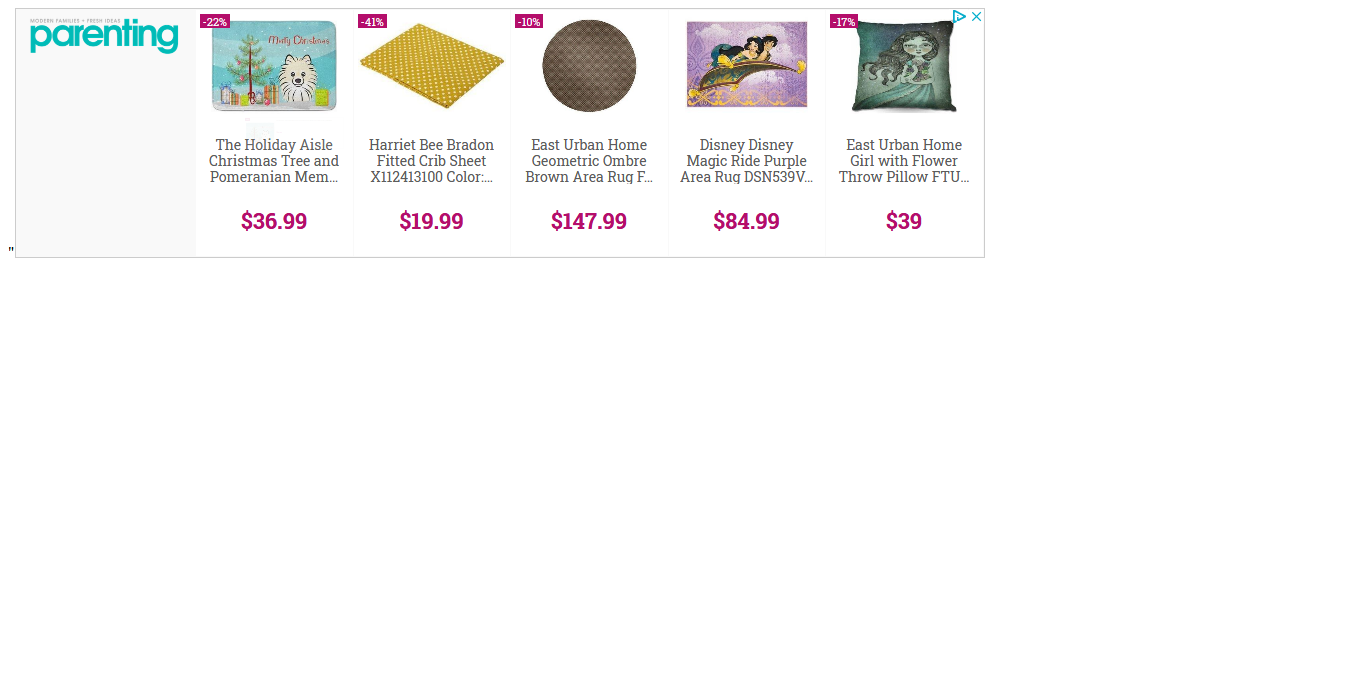 MODERN FAMILIES + FRESH IDEAS
parenting
-22%
Merry Christmas
The Holiday Aisle
Christmas Tree and
Pomeranian Mem...
$36.99
-41%
Harriet Bee Bradon
Fitted Crib Sheet
X112413100 Color:...
$19.99
-10%
East Urban Home
Geometric Ombre
Brown Area Rug F...
$147.99
Disney Disney
Magic Ride Purple
Area Rug DSN539V...
$84.99
-17%
East Urban Home
Girl with Flower
Throw Pillow FTU...
$39
"